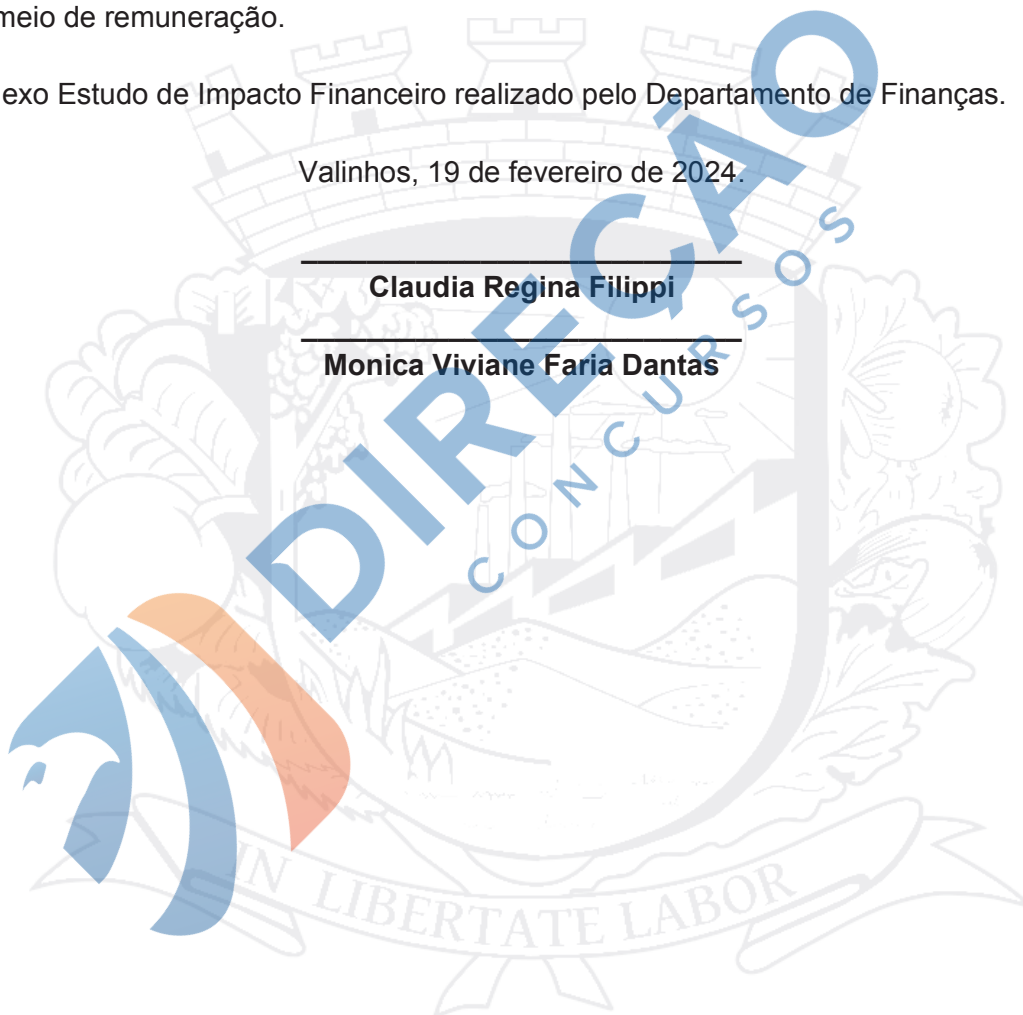 meio de remuneração.
exo Estudo de Impacto Financeiro realizado pelo Departamento de Finanças.
Valinhos, 19 de fevereiro de 2024.
Claudia Regina Filippi
Monica Viviane Faria Dantas
DIREÇÃO
CONCURSOS
IN LIBERTATE LABOR